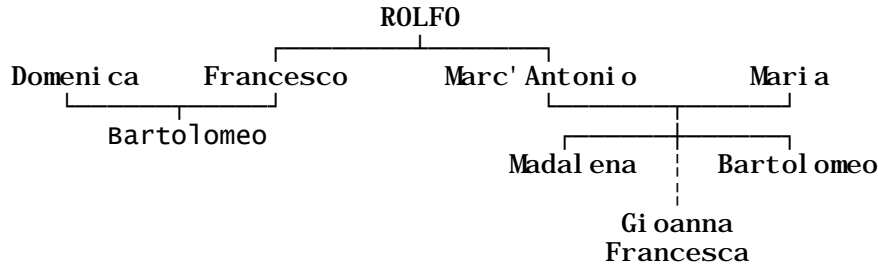 ROLFO
Domenica Francesco Marc'Antonio Maria
Bartolomeo
Madalena Bartolomeo
Gioanna
Francesca